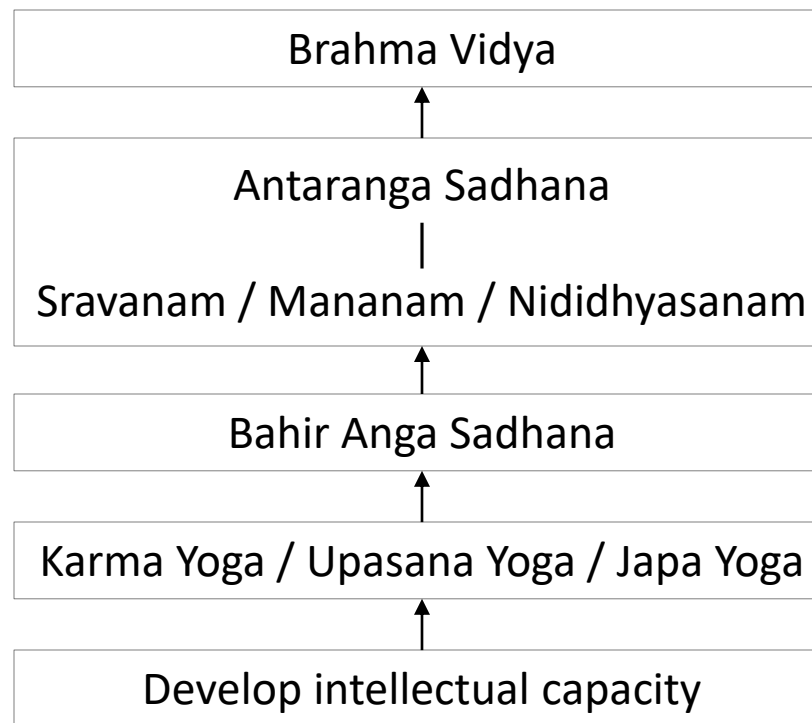 Brahma Vidya
Antaranga Sadhana
Sravanam / Mananam / Nididhyasanam
Bahir Anga Sadhana
Karma Yoga / Upasana Yoga / Japa Yoga
Develop intellectual capacity